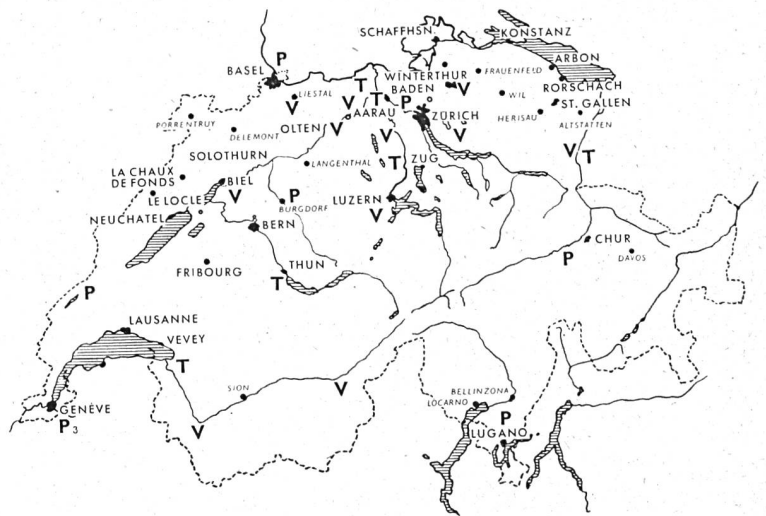 SCHAFFHSN.
KONSTANZ
P
BASEL
ARBON
WINTERTHUR
FRAUENFELD
T
BADEN
RORSCHACH
LIESTAL
V
T
P
V
WIL
ST. GALLEN
V
AARAU
ZÜRICH
HERISAU
ALTSTATTEN
PORRENTRUY
DELEMONT
OLTEN
V
V
V
SOLOTHURN
LANGENTHAL
T
ZUG
V T
LA CHAUX
DE FONDS
BIEL
P
LE LOCLE
V
BURGDORF
LUZERN
NEUCHATEL
V
BERN
CHUR
FRIBOURG
THUN
P
DAVOS
T
P
LAUSANNE
VEVEY
T
SION
V
BELLINZONA
LOCARNO
GENÈVE
P
P3
V
LUGANO